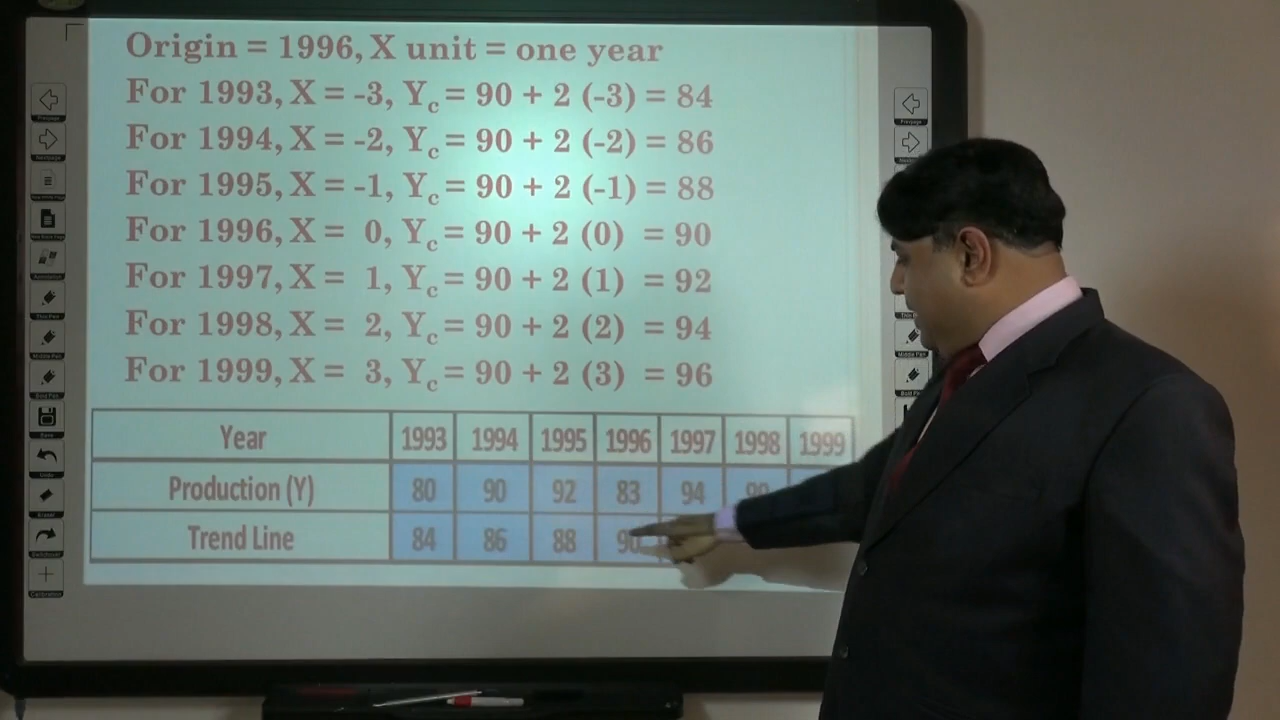 Origin = 1996, X unit = one year
For 1993, X = -3, Yc = 90 + 2 (-3) = 84
For 1994, X = -2, Yc = 90 + 2 (-2) = 86
For 1995, X = -1, Yc = 90 + 2 (-1) = 88
For 1996, X = 0, Yc = 90 + 2 (0) = 90
For 1997, X = 1, Yc = 90 + 2 (1) = 92
For 1998, X = 2, Yc = 90 + 2 (2) = 94
For 1999, X = 3, Yc = 90 + 2 (3) = 96
Year 1993 1994 1995 1996 1997 1998 1999
Production (Y) 80 90 92 83 94
Trend Line 84 86 88 90